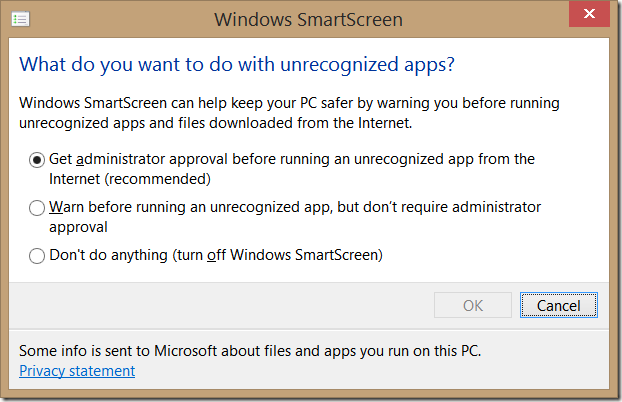 Windows SmartScreen
What do you want to do with unrecognized apps?
Windows SmartScreen can help keep your PC safer by warning you before running
unrecognized apps and files downloaded from the Internet.
Get administrator approval before running an unrecognized app from the
Internet (recommended)
Warn before running an unrecognized app, but don't require administrator
approval
Don't do anything (turn off Windows SmartScreen)
OK
Cancel
Some info is sent to Microsoft about files and apps you run on this PC.
Privacy statement